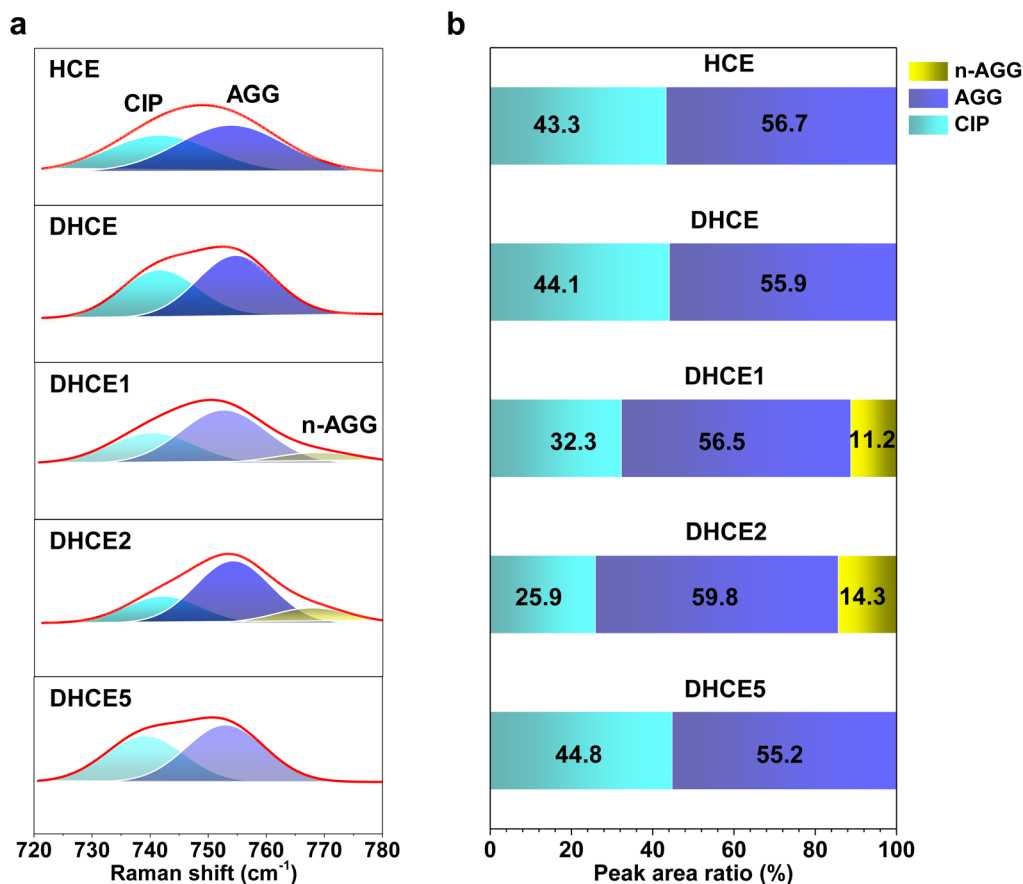 a
HCE
CIP
AGG
DHCE
DHCE1
n-AGG
DHCE2
DHCE5
720 730 740 750 760 770 780
Raman shift (cm⁻¹)
b
HCE
43.3 56.7
DHCE
44.1 55.9
DHCE1
32.3 56.5 11.2
DHCE2
25.9 59.8 14.3
DHCE5
44.8 55.2
0 20 40 60 80 100
Peak area ratio (%)
n-AGG
AGG
CIP